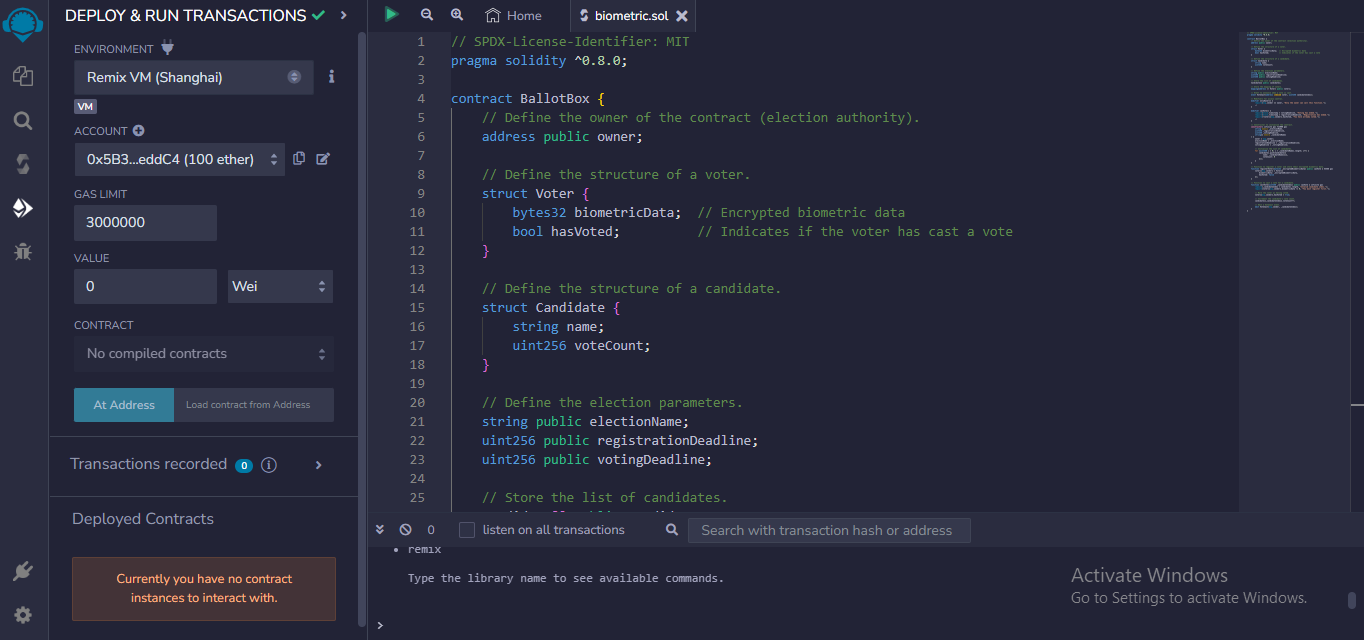 DEPLOY & RUN TRANSACTIONS
ENVIRONMENT
Remix VM (Shanghai)
VM
ACCOUNT
0x5B3...eddC4 (100 ether)
GAS LIMIT
3000000
VALUE
0
Wei
CONTRACT
No compiled contracts
At Address
Load contract from Address
Transactions recorded 0
Deployed Contracts
Currently you have no contract
instances to interact with.
Home
biometric.sol
1 // SPDX-License-Identifier: MIT
2 pragma solidity ^0.8.0;
3
4 contract BallotBox {
5 // Define the owner of the contract (election authority).
6 address public owner;
7
8 // Define the structure of a voter.
9 struct Voter {
10 bytes32 biometricData;  // Encrypted biometric data
11 bool hasVoted;          // Indicates if the voter has cast a vote
12 }
13
14 // Define the structure of a candidate.
15 struct Candidate {
16 string name;
17 uint256 voteCount;
18 }
19
20 // Define the election parameters.
21 string public electionName;
22 uint256 public registrationDeadline;
23 uint256 public votingDeadline;
24
25 // Store the list of candidates.
0
listen on all transactions
Search with transaction hash or address
• remix
Type the library name to see available commands.
>
Activate Windows
Go to Settings to activate Windows.